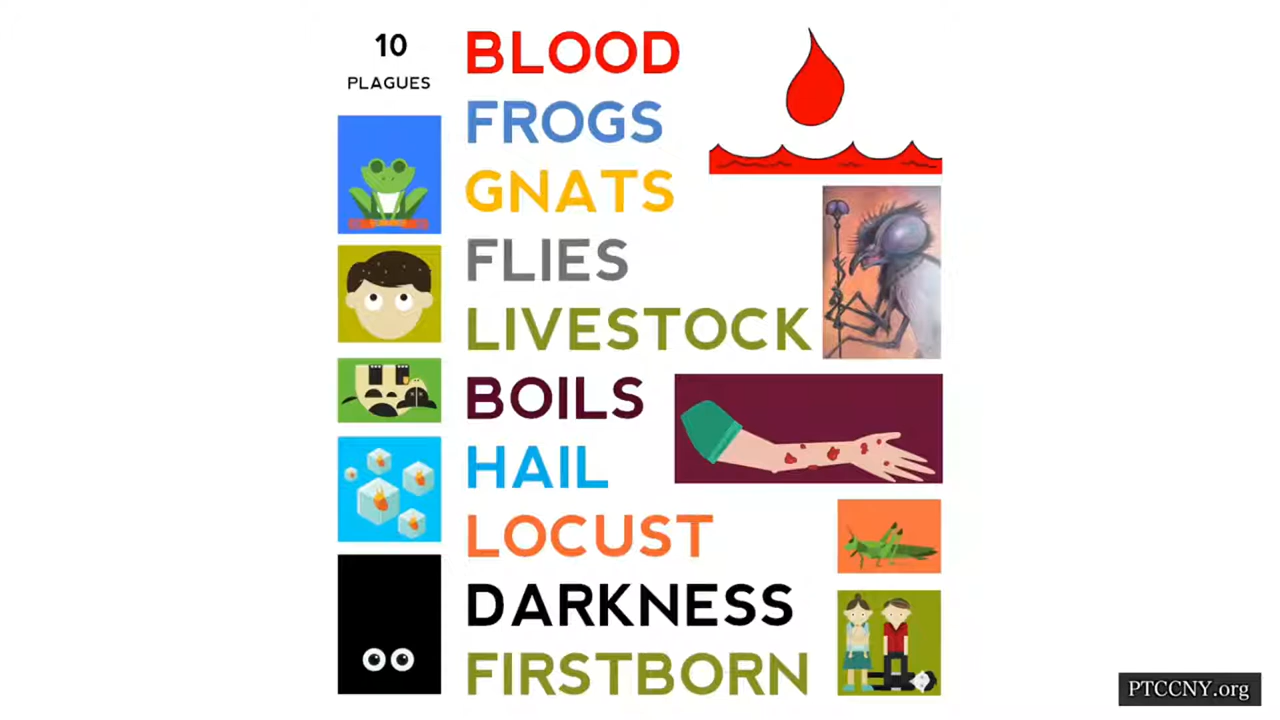 10
PLAGUES
BLOOD
FROGS
GNATS
FLIES
LIVESTOCK
BOILS
HAIL
LOCUST
DARKNESS
FIRSTBORN
PTCCNY.org